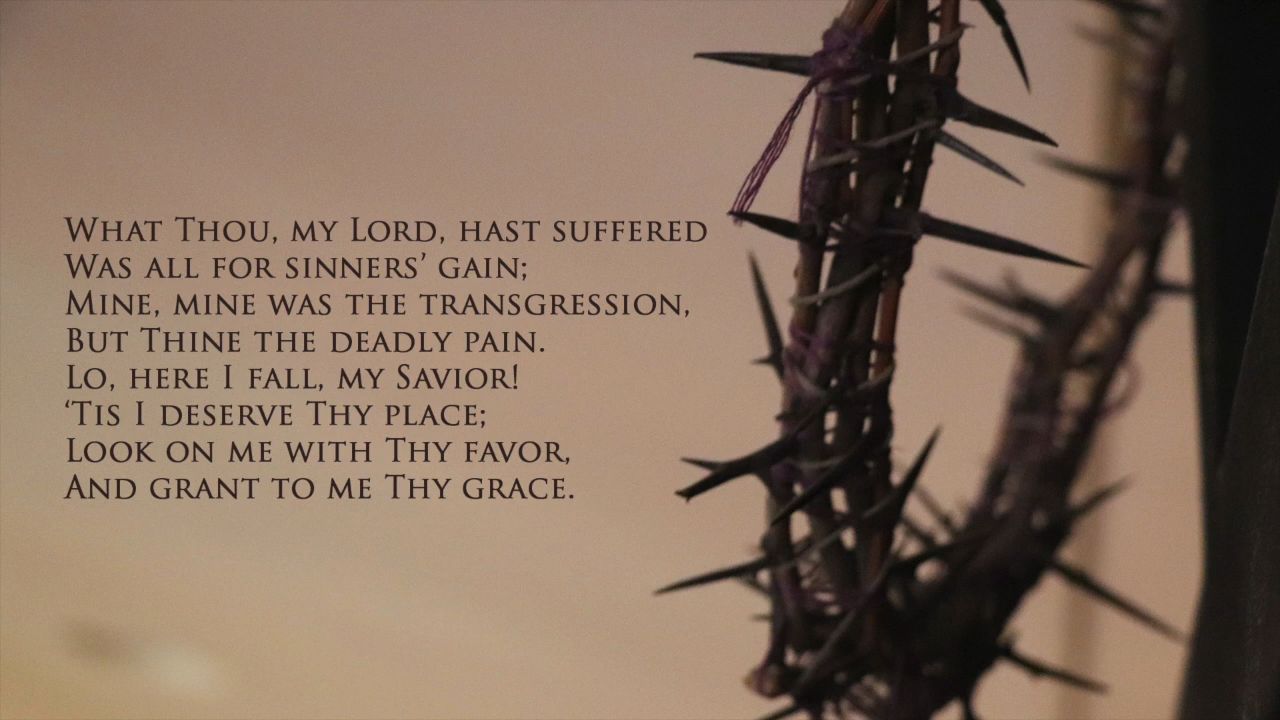 What Thou, my Lord, hast suffered
Was all for sinners’ gain;
Mine, mine was the transgression,
But Thine the deadly pain.
Lo, here I fall, my Savior!
‘Tis I deserve Thy place;
Look on me with Thy favor,
And grant to me Thy grace.